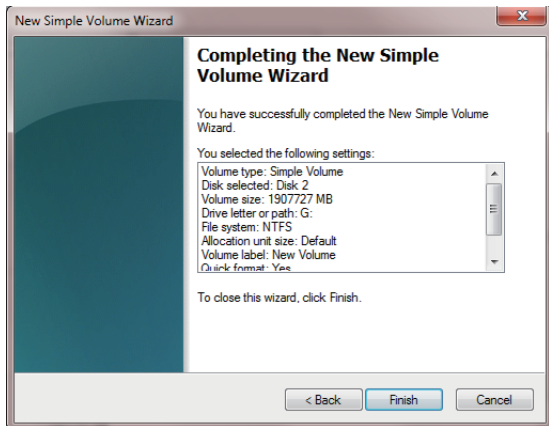 New Simple Volume Wizard
Completing the New Simple
Volume Wizard
You have successfully completed the New Simple Volume
Wizard.
You selected the following settings:
Volume type: Simple Volume
Disk selected: Disk 2
Volume size: 1907727 MB
Drive letter or path: G:
File system: NTFS
Allocation unit size: Default
Volume label: New Volume
Quick format: Yes
To close this wizard, click Finish.
< Back
Finish
Cancel